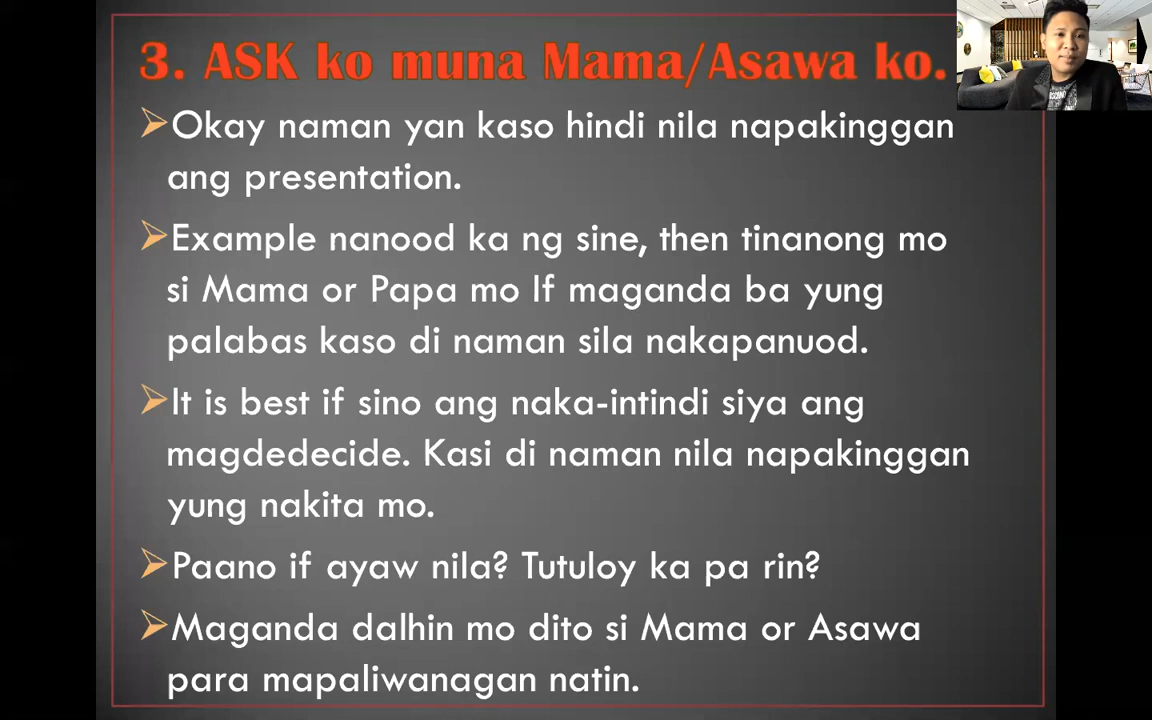 3. ASK ko muna Mama/Asawa ko.
Okay naman yan kaso hindi nila napakinggan
ang presentation.
Example nanood ka ng sine, then tinanong mo
si Mama or Papa mo If maganda ba yung
palabas kaso di naman sila nakapanuod.
It is best if sino ang naka-intindi siya ang
magdedecide. Kasi di naman nila napakinggan
yung nakita mo.
Paano if ayaw nila? Tutuloy ka pa rin?
Maganda dalhin mo dito si Mama or Asawa
para mapaliwanagan natin.